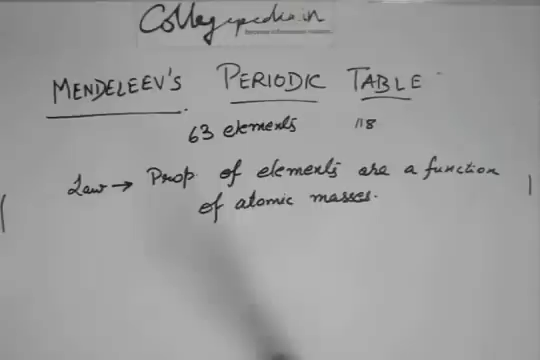 Collegepedia.in
MENDELEEV'S PERIODIC TABLE
63 elements 118
Law → Prop. of elements are a function
of atomic masses.